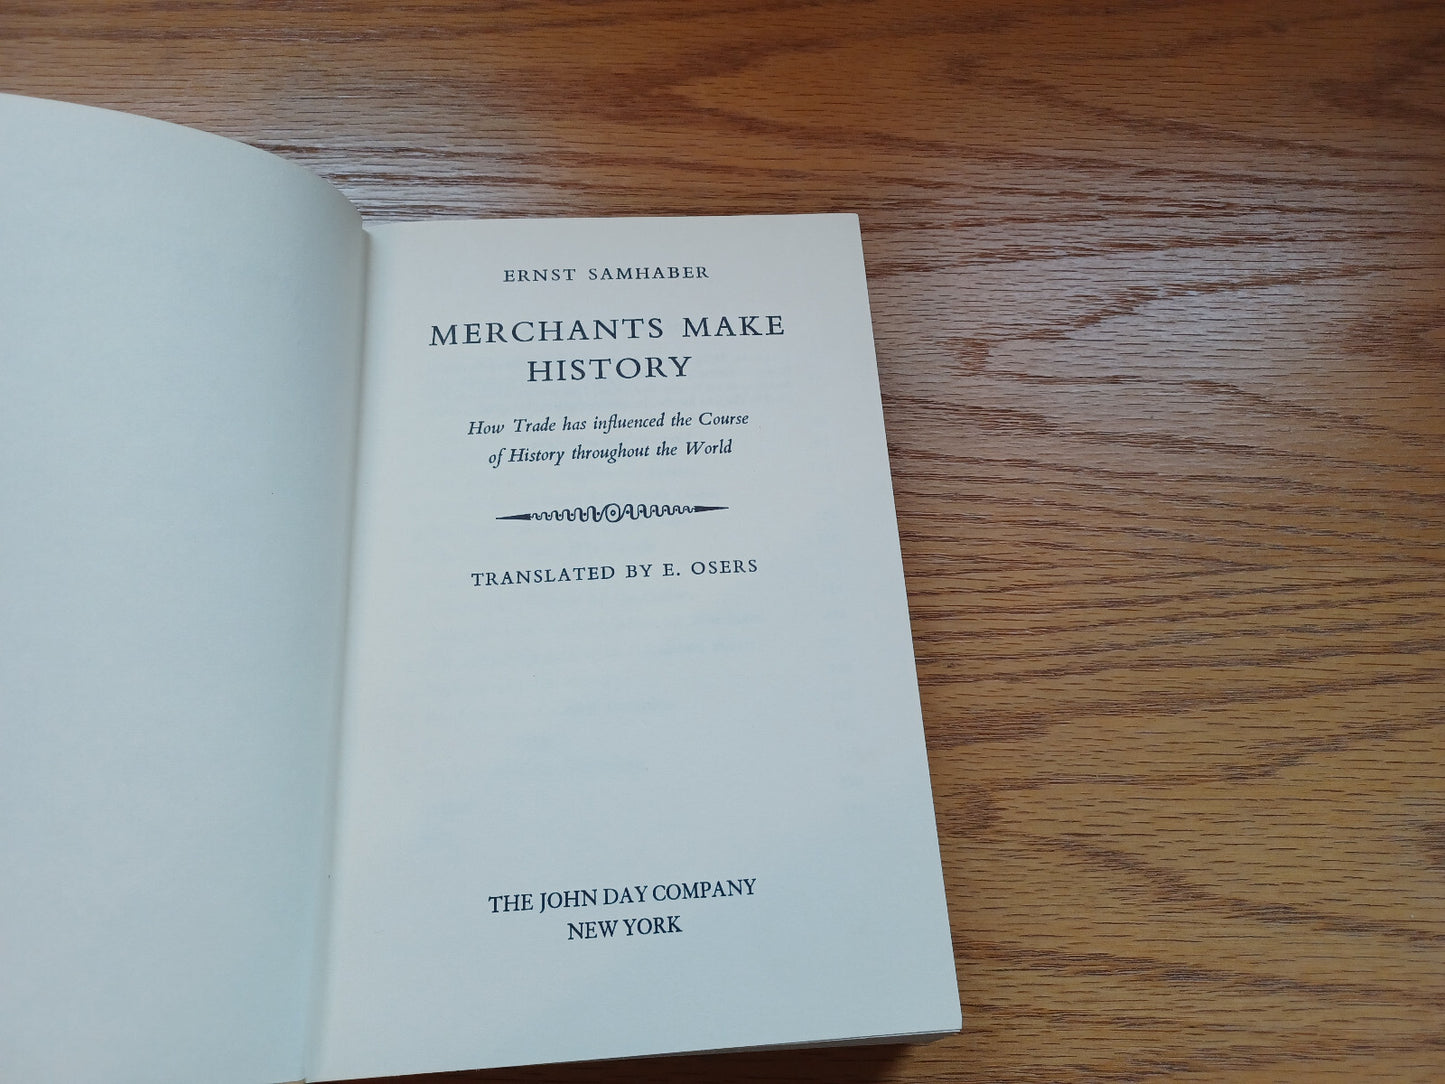 ERNST SAMHABER
MERCHANTS MAKE
HISTORY
How Trade has influenced the Course
of History throughout the World
TRANSLATED BY E. OSERS
THE JOHN DAY COMPANY
NEW YORK